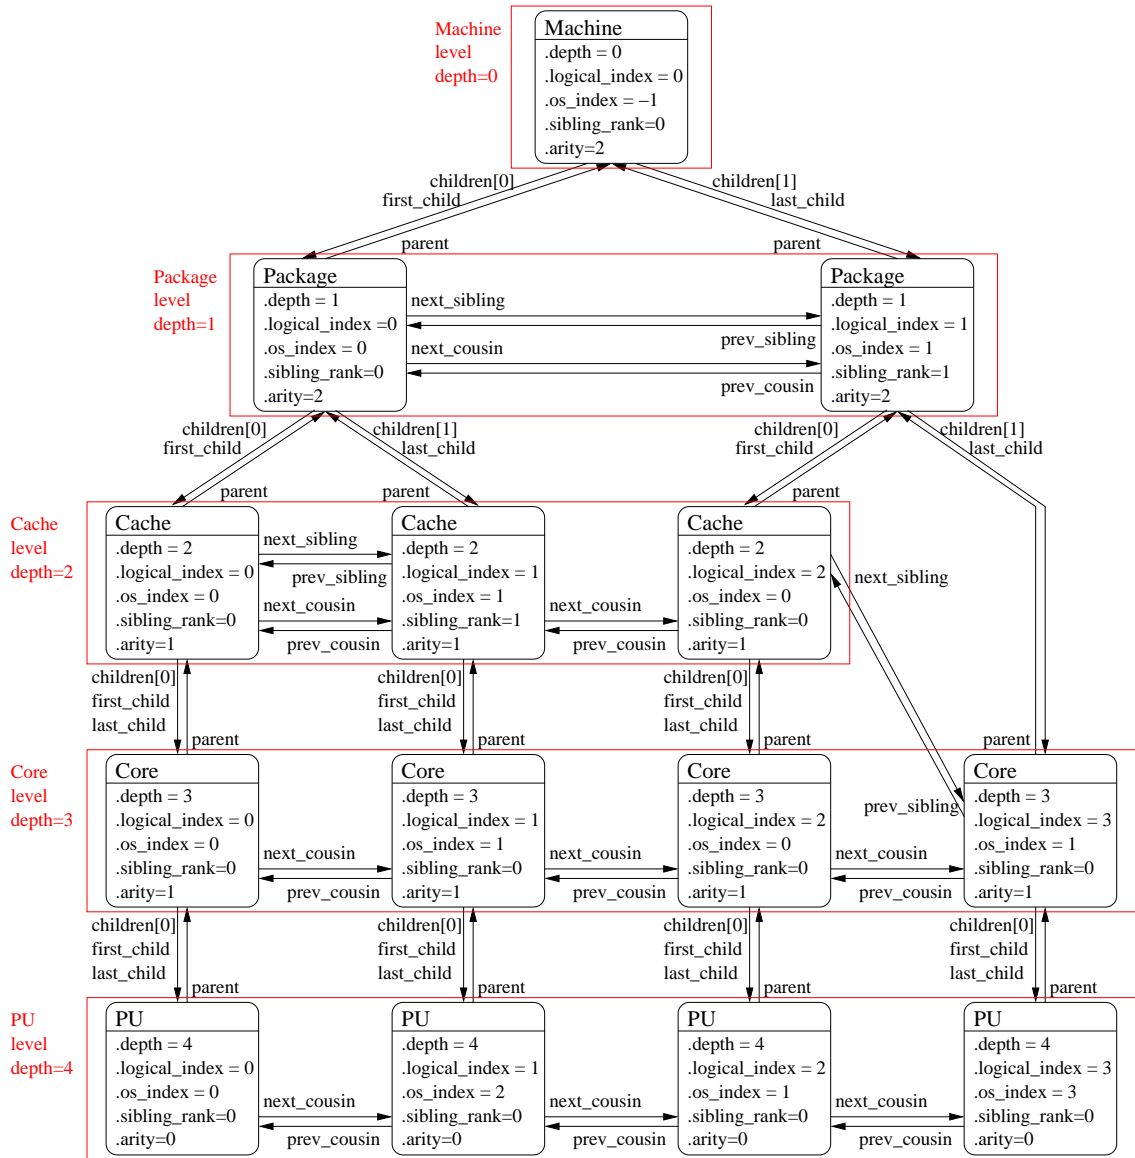 Machine
level
depth=0
Machine
.depth = 0
.logical_index = 0
.os_index = −1
.sibling_rank=0
.arity=2
children[0]
first_child
children[1]
last_child
parent
parent
Package
level
depth=1
Package
.depth = 1
.logical_index =0
.os_index = 0
.sibling_rank=0
.arity=2
next_sibling
prev_sibling
next_cousin
prev_cousin
Package
.depth = 1
.logical_index = 1
.os_index = 1
.sibling_rank=1
.arity=2
children[0]
first_child
children[1]
last_child
children[0]
first_child
children[1]
last_child
parent
parent
parent
Cache
level
depth=2
Cache
.depth = 2
.logical_index = 0
.os_index = 0
.sibling_rank=0
.arity=1
next_sibling
prev_sibling
next_cousin
prev_cousin
Cache
.depth = 2
.logical_index = 1
.os_index = 1
.sibling_rank=1
.arity=1
next_cousin
prev_cousin
Cache
.depth = 2
.logical_index = 2
.os_index = 0
.sibling_rank=0
.arity=1
next_sibling
children[0]
first_child
last_child
parent
children[0]
first_child
last_child
parent
children[0]
first_child
last_child
parent
parent
Core
level
depth=3
Core
.depth = 3
.logical_index = 0
.os_index = 0
.sibling_rank=0
.arity=1
next_cousin
prev_cousin
Core
.depth = 3
.logical_index = 1
.os_index = 1
.sibling_rank=0
.arity=1
next_cousin
prev_cousin
Core
.depth = 3
.logical_index = 2
.os_index = 0
.sibling_rank=0
.arity=1
prev_sibling
next_cousin
prev_cousin
Core
.depth = 3
.logical_index = 3
.os_index = 1
.sibling_rank=0
.arity=1
children[0]
first_child
last_child
parent
children[0]
first_child
last_child
parent
children[0]
first_child
last_child
parent
children[0]
first_child
last_child
parent
PU
level
depth=4
PU
.depth = 4
.logical_index = 0
.os_index = 0
.sibling_rank=0
.arity=0
next_cousin
prev_cousin
PU
.depth = 4
.logical_index = 1
.os_index = 2
.sibling_rank=0
.arity=0
next_cousin
prev_cousin
PU
.depth = 4
.logical_index = 2
.os_index = 1
.sibling_rank=0
.arity=0
next_cousin
prev_cousin
PU
.depth = 4
.logical_index = 3
.os_index = 3
.sibling_rank=0
.arity=0